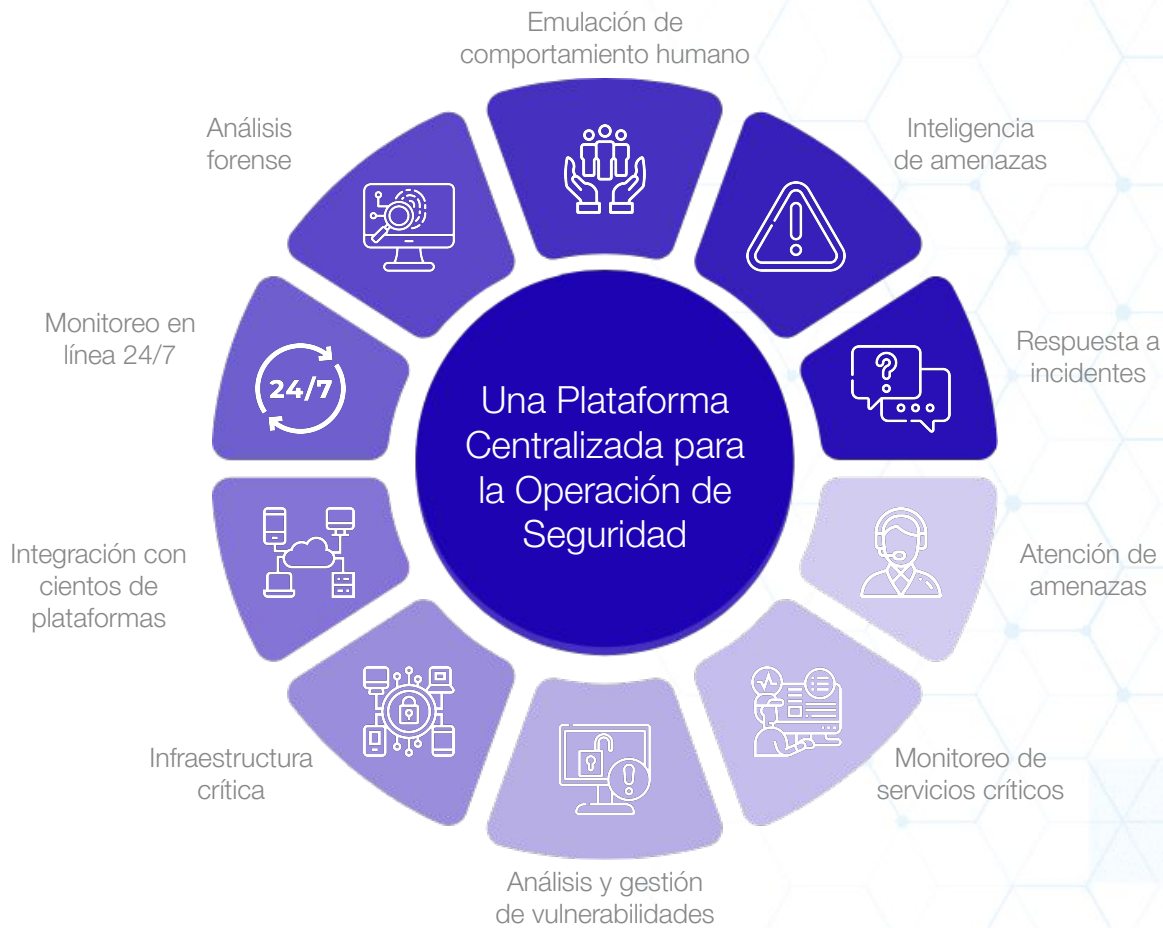 Emulación de
comportamiento humano
Inteligencia
de amenazas
Respuesta a
incidentes
Atención de
amenazas
Monitoreo de
servicios críticos
Análisis y gestión
de vulnerabilidades
Infraestructura
crítica
Integración con
cientos de
plataformas
Monitoreo en
línea 24/7
Análisis
forense
24/7
Una Plataforma
Centralizada para
la Operación de
Seguridad